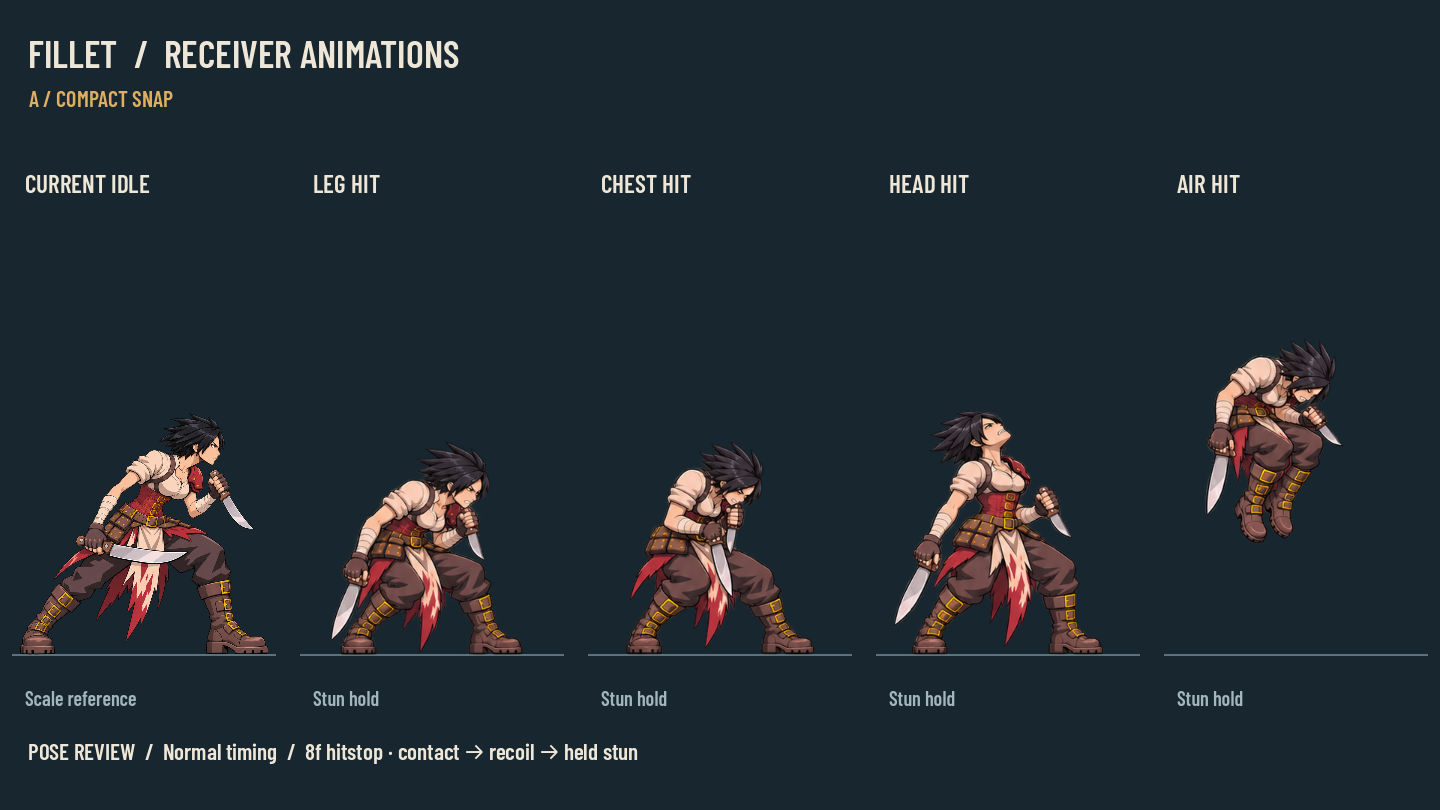 FILLET / RECEIVER ANIMATIONS
A / COMPACT SNAP
CURRENT IDLE
LEG HIT
CHEST HIT
HEAD HIT
AIR HIT
Scale reference
Stun hold
Stun hold
Stun hold
Stun hold
POSE REVIEW / Normal timing / 8f hitstop · contact → recoil → held stun